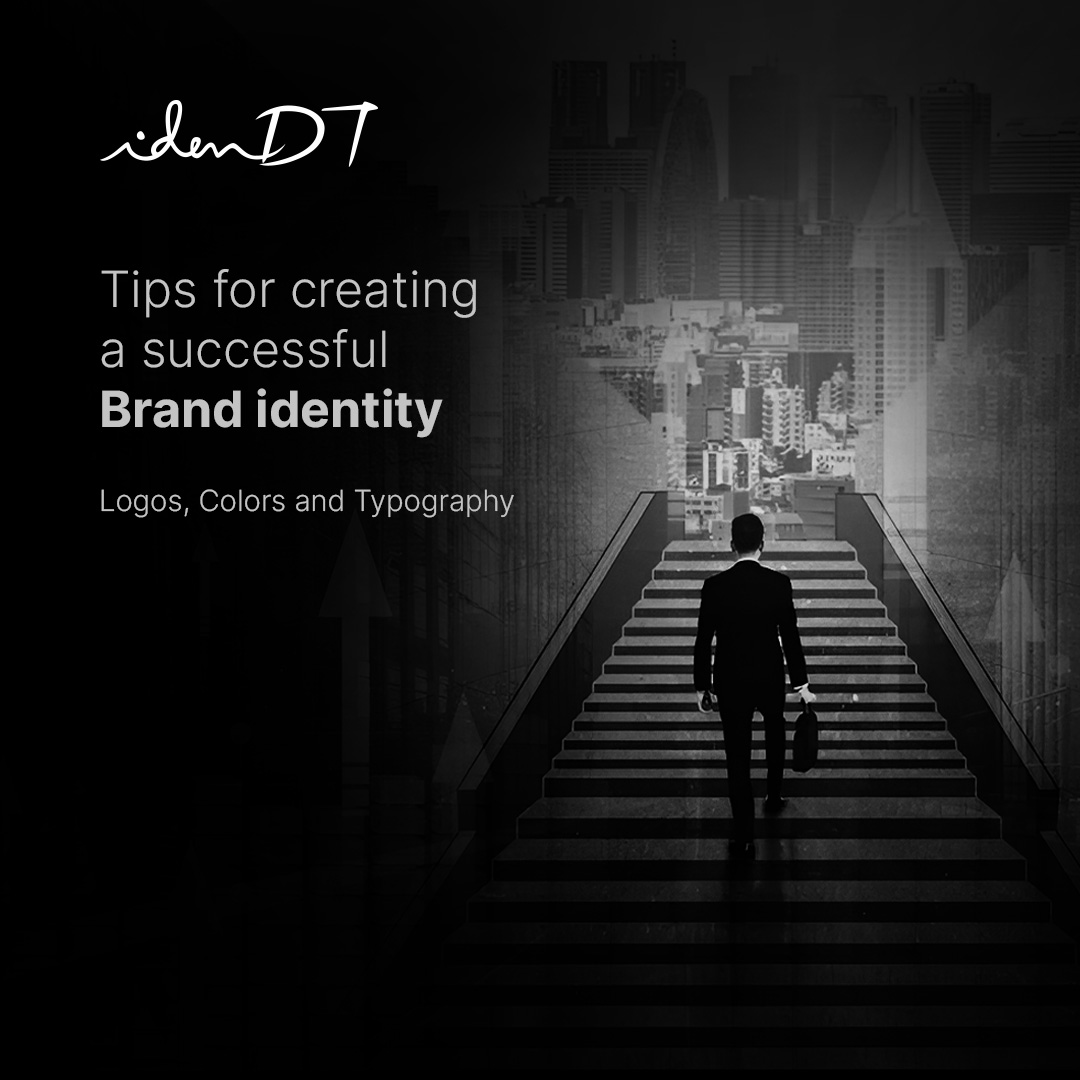 idenDT
Tips for creating
a successful
Brand identity
Logos, Colors and Typography